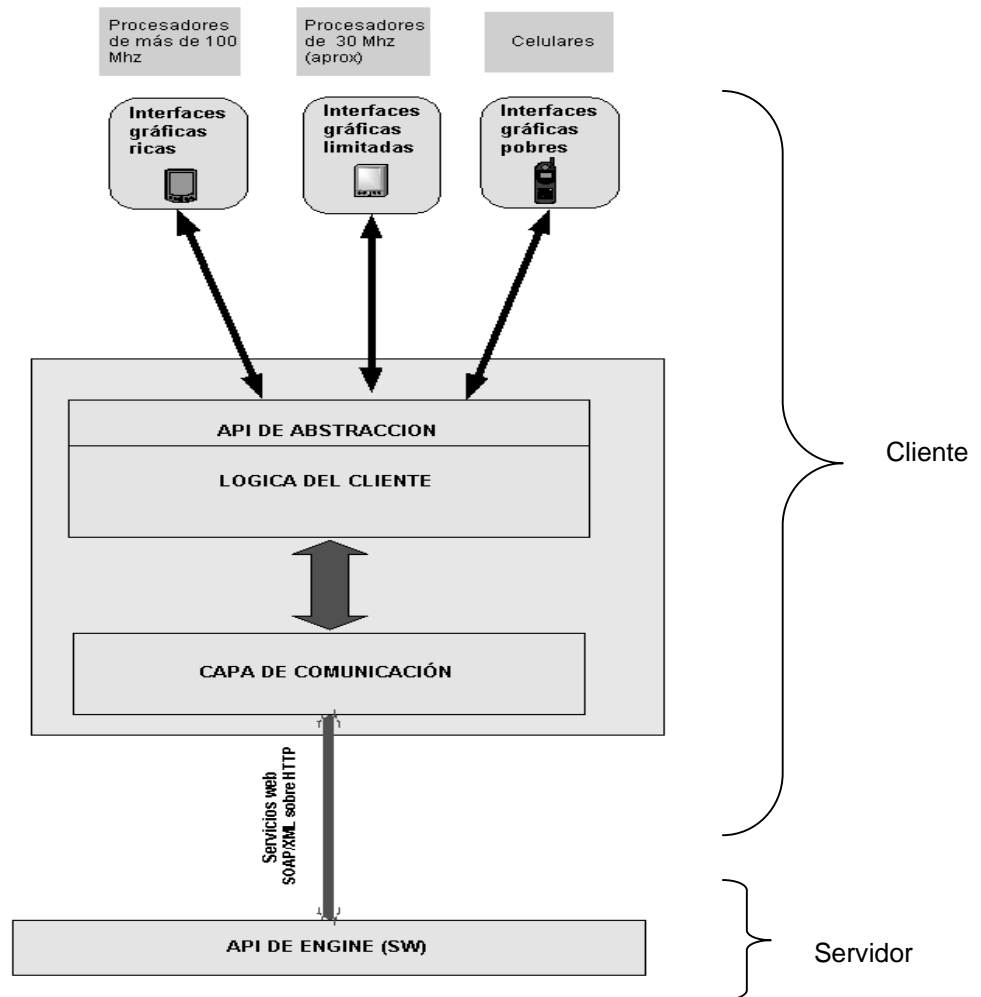 Procesadores
de más de 100
Mhz
Procesadores
de 30 Mhz
(aprox)
Celulares
Interfaces
gráficas
ricas
Interfaces
gráficas
limitadas
Interfaces
gráficas
pobres
API DE ABSTRACCION
LOGICA DEL CLIENTE
Cliente
CAPA DE COMUNICACIÓN
Servicios web
SOAP/XML sobre HTTP
API DE ENGINE (SW)
Servidor